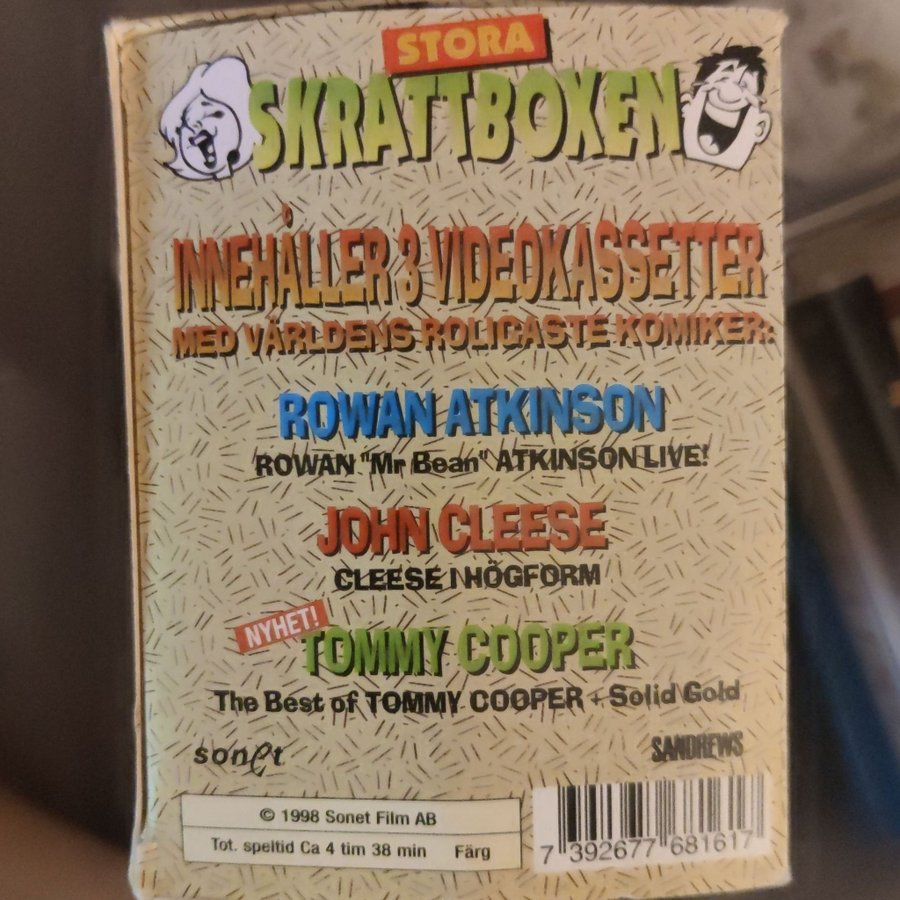 STORA
SKRATTBOXEN
INNEHÅLLER 3 VIDEOKASSETTER
MED VÄRLDENS ROLIGASTE KOMIKER:
ROWAN ATKINSON
ROWAN "Mr Bean" ATKINSON LIVE!
JOHN CLEESE
CLEESE I HÖGFORM
NYHET!
TOMMY COOPER
The Best of TOMMY COOPER + Solid Gold
sonet
SANDREWS
© 1998 Sonet Film AB
Tot. speltid Ca 4 tim 38 min Färg
7 392677 681617